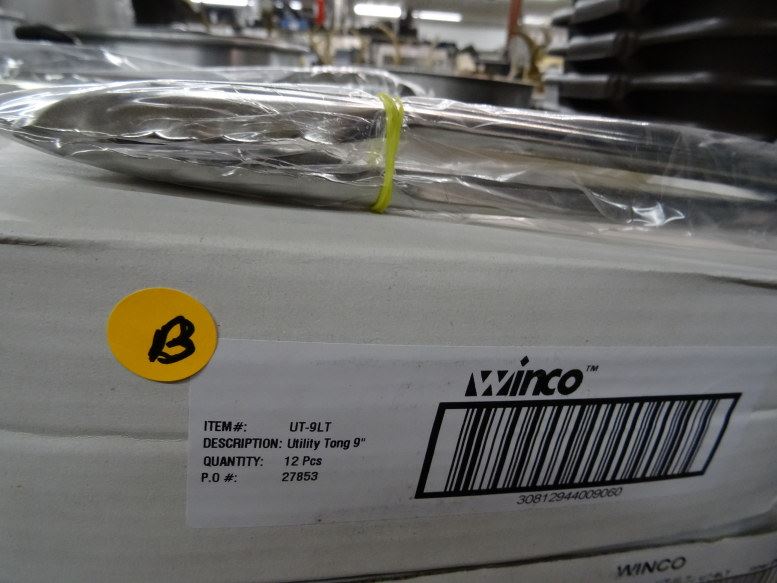 B
Winco™
ITEM#: UT-9LT
DESCRIPTION: Utility Tong 9"
QUANTITY: 12 Pcs
P.O #: 27853
30812944009060
WINCO